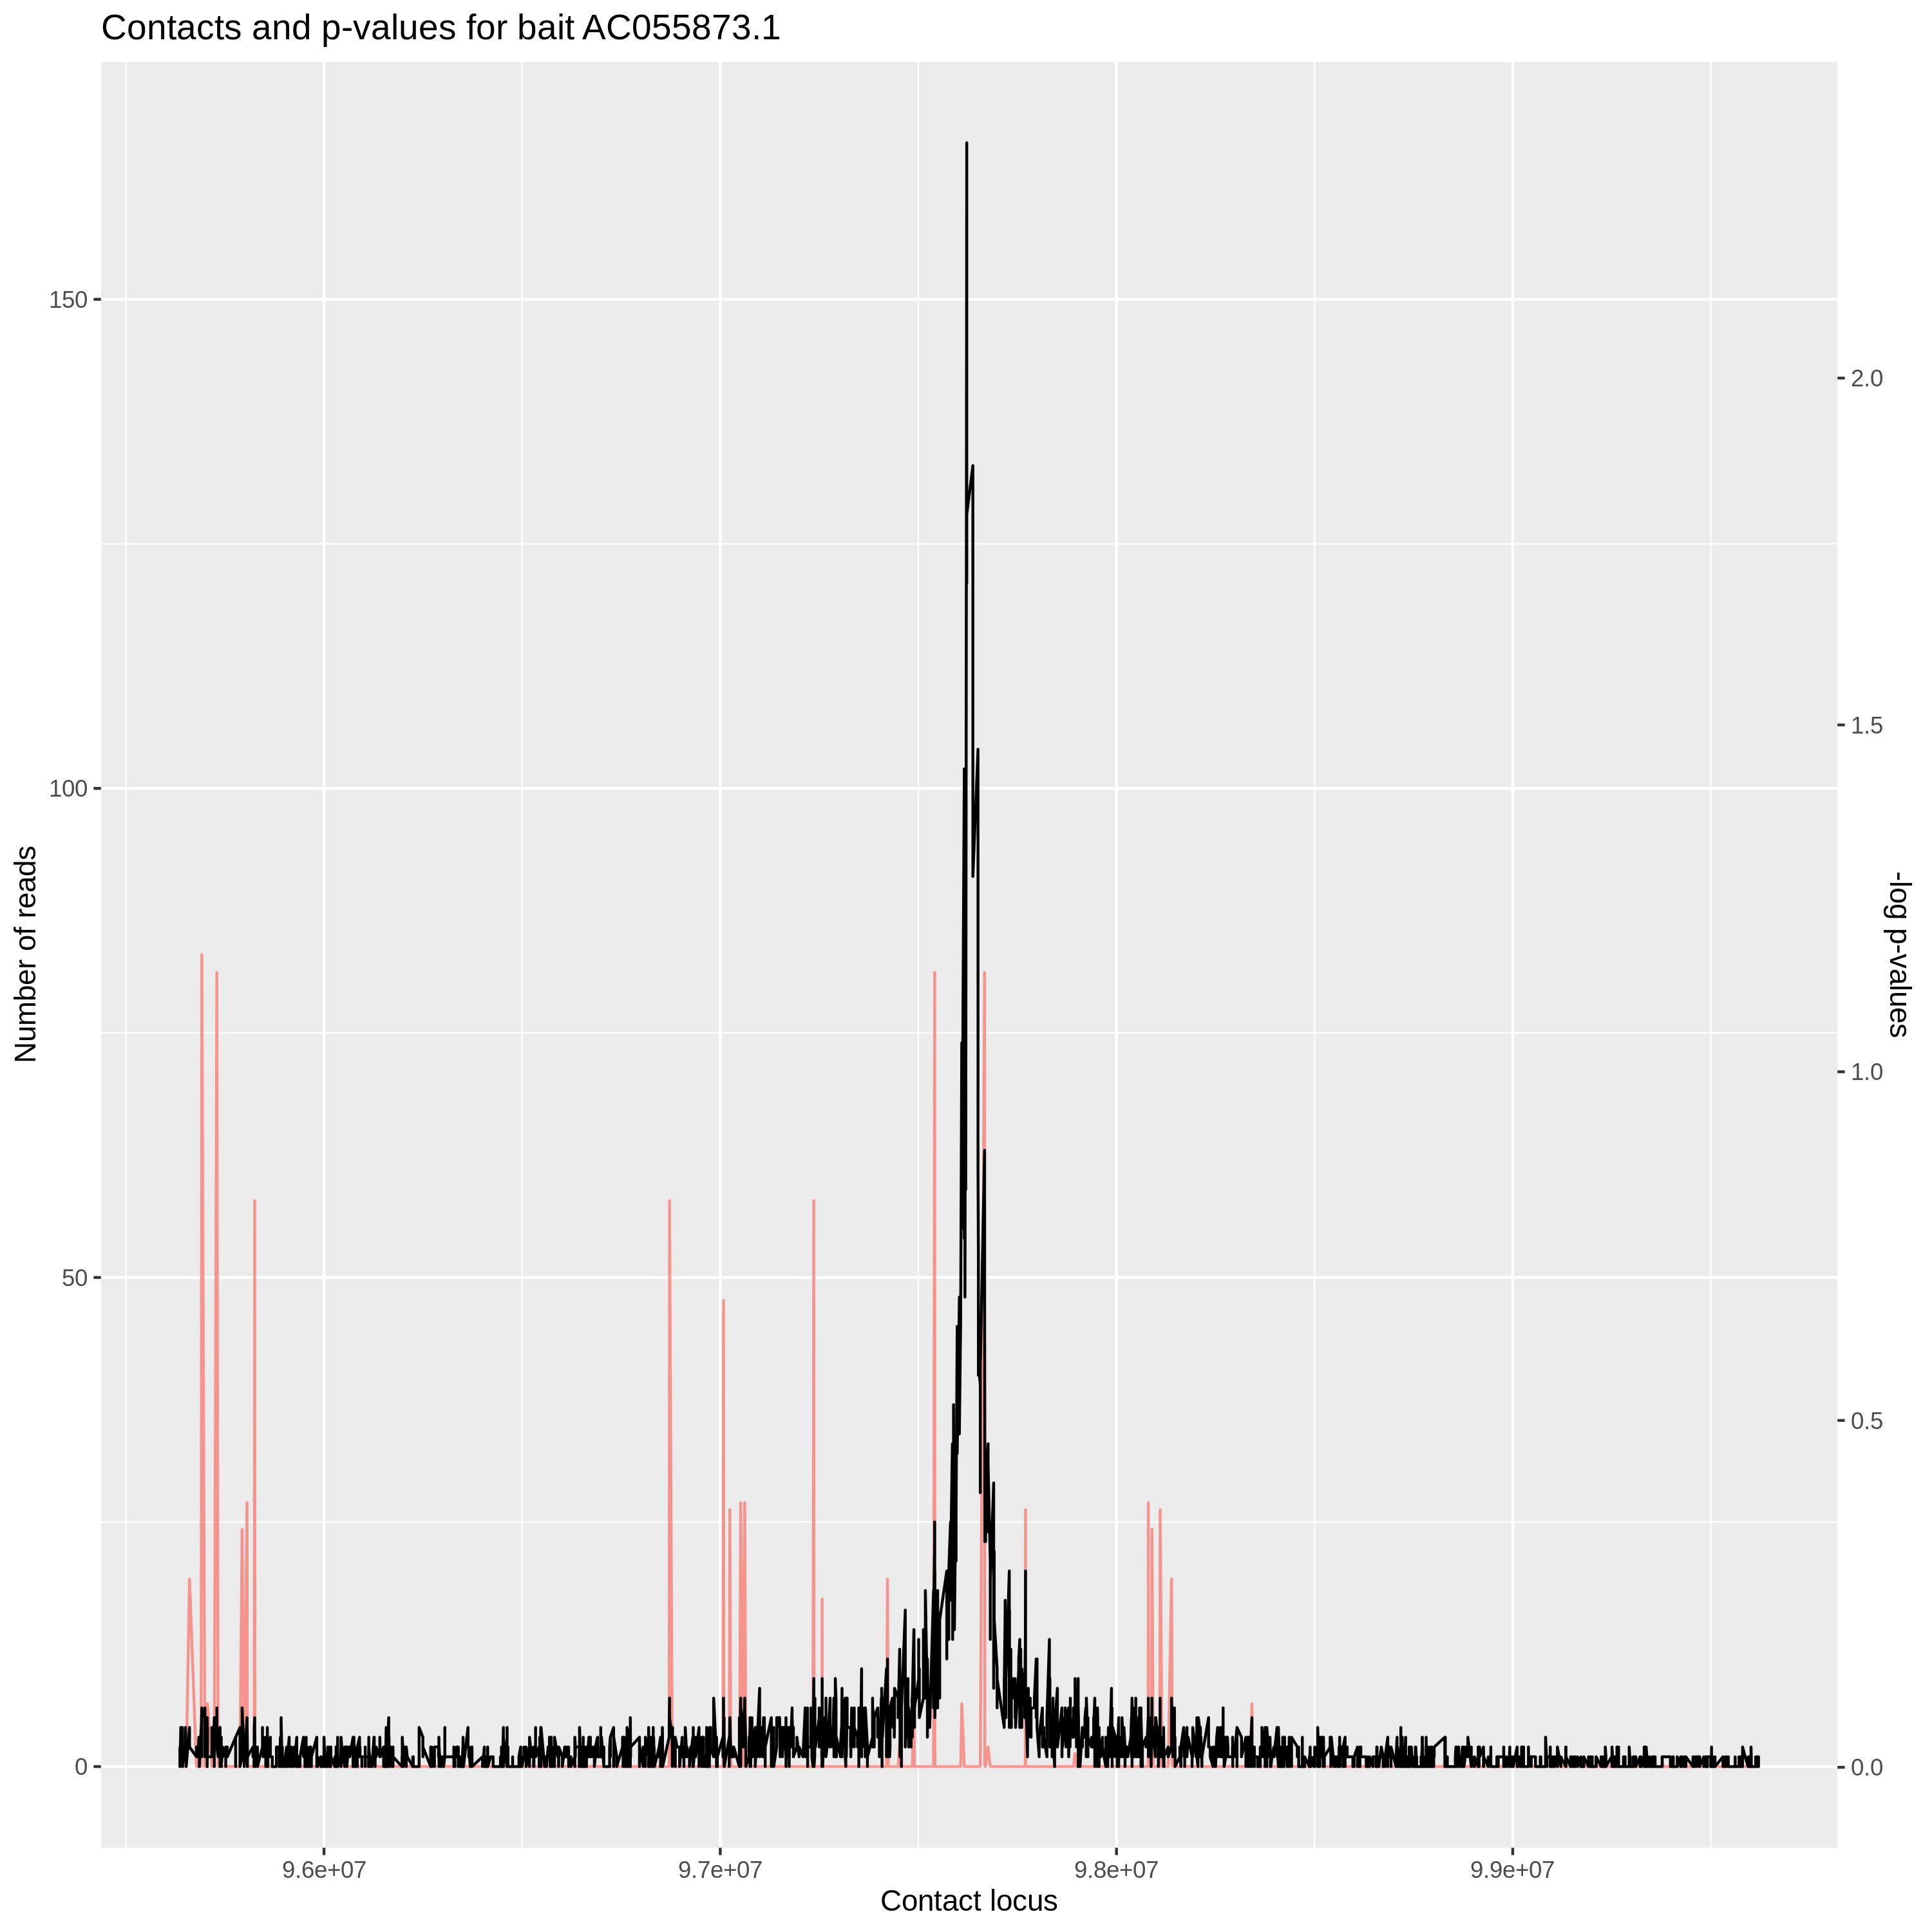 Contacts and p-values for bait AC055873.1
150
100
50
0
2.0
1.5
1.0
0.5
0.0
Number of reads
-log p-values
9.6e+07
9.7e+07
9.8e+07
9.9e+07
Contact locus